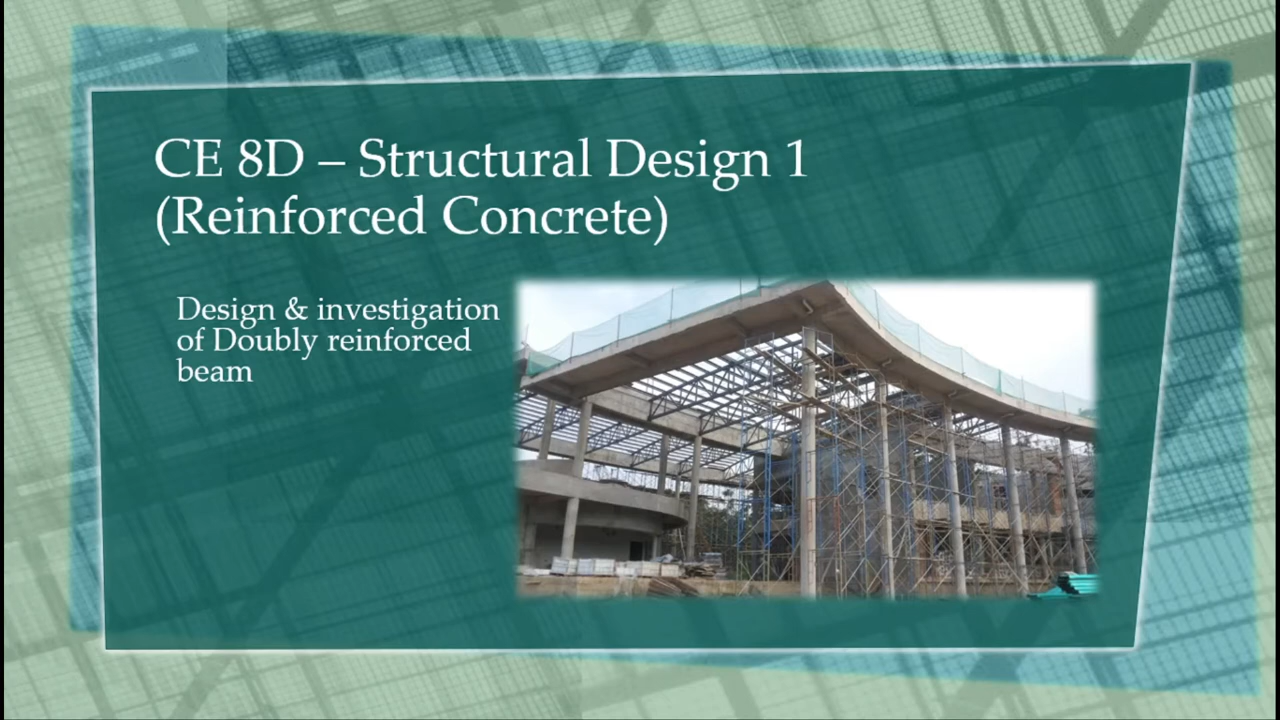 CE 8D – Structural Design 1
(Reinforced Concrete)
Design & investigation
of Doubly reinforced
beam